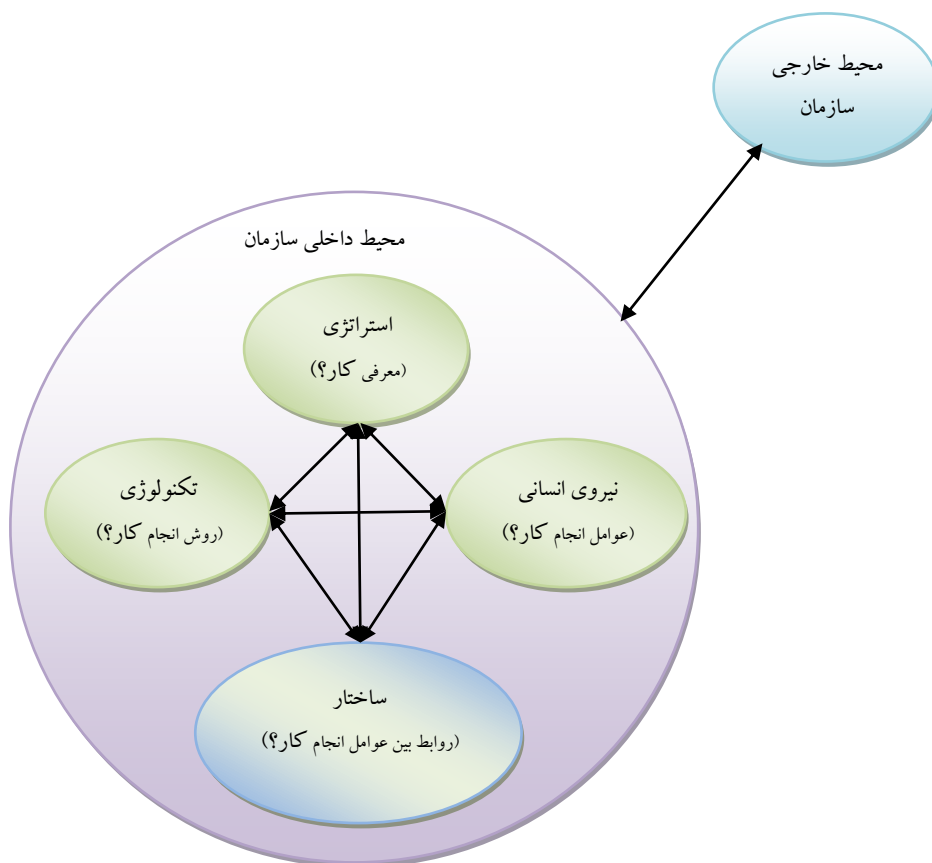 محیط خارجی
سازمان
محیط داخلی سازمان
استراتژی
(معرفی کار؟)
تکنولوژی
(روش انجام کار؟)
نیروی انسانی
(عوامل انجام کار؟)
ساختار
(روابط بین عوامل انجام کار؟)